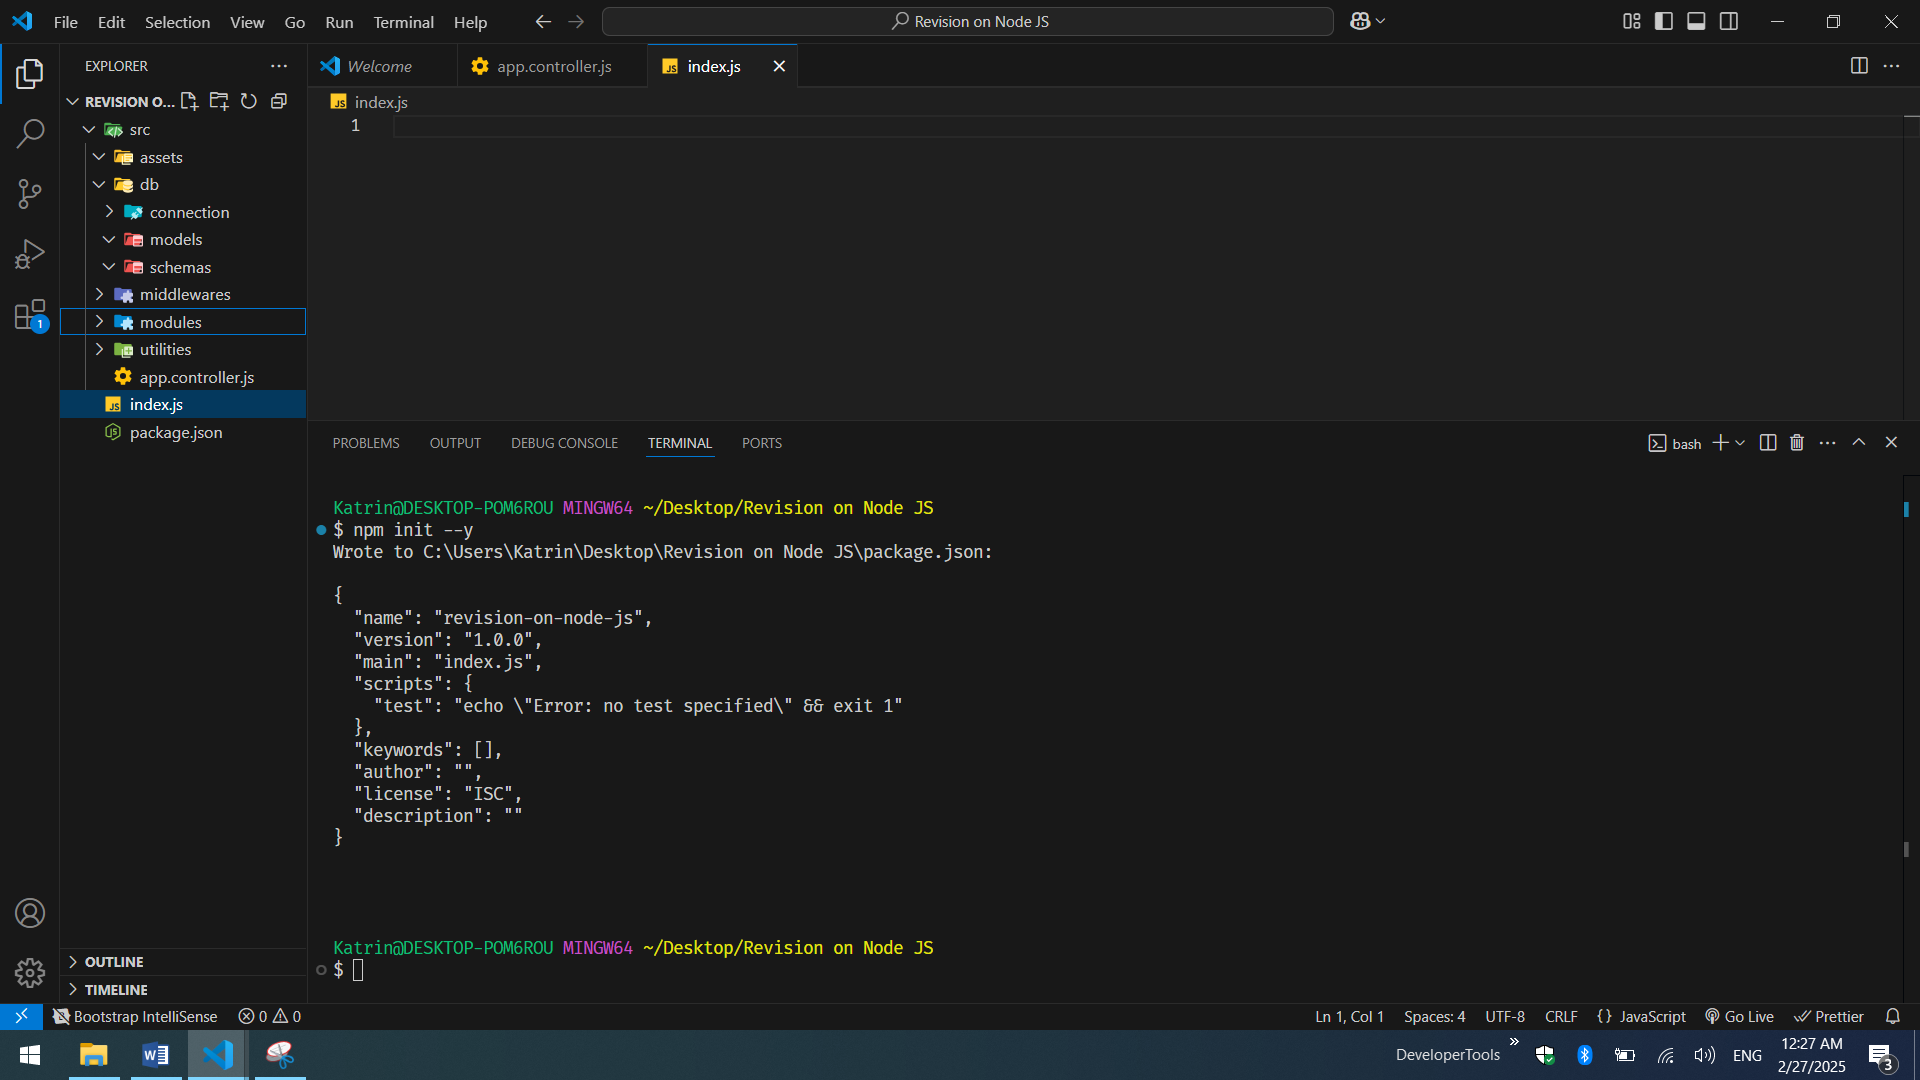 File Edit Selection View Go Run Terminal Help
Revision on Node JS
EXPLORER
REVISION O...
src
assets
db
connection
models
schemas
middlewares
modules
utilities
app.controller.js
index.js
package.json
OUTLINE
TIMELINE
1
Welcome app.controller.js index.js
index.js
1
PROBLEMS OUTPUT DEBUG CONSOLE TERMINAL PORTS
bash
Katrin@DESKTOP-POM6ROU MINGW64 ~/Desktop/Revision on Node JS
$ npm init --y
Wrote to C:\Users\Katrin\Desktop\Revision on Node JS\package.json:
{
"name": "revision-on-node-js",
"version": "1.0.0",
"main": "index.js",
"scripts": {
"test": "echo \"Error: no test specified\" && exit 1"
},
"keywords": [],
"author": "",
"license": "ISC",
"description": ""
}
Katrin@DESKTOP-POM6ROU MINGW64 ~/Desktop/Revision on Node JS
$
Bootstrap IntelliSense 0 0
Ln 1, Col 1 Spaces: 4 UTF-8 CRLF {} JavaScript Go Live Prettier
DeveloperTools » ENG
12:27 AM
2/27/2025
3